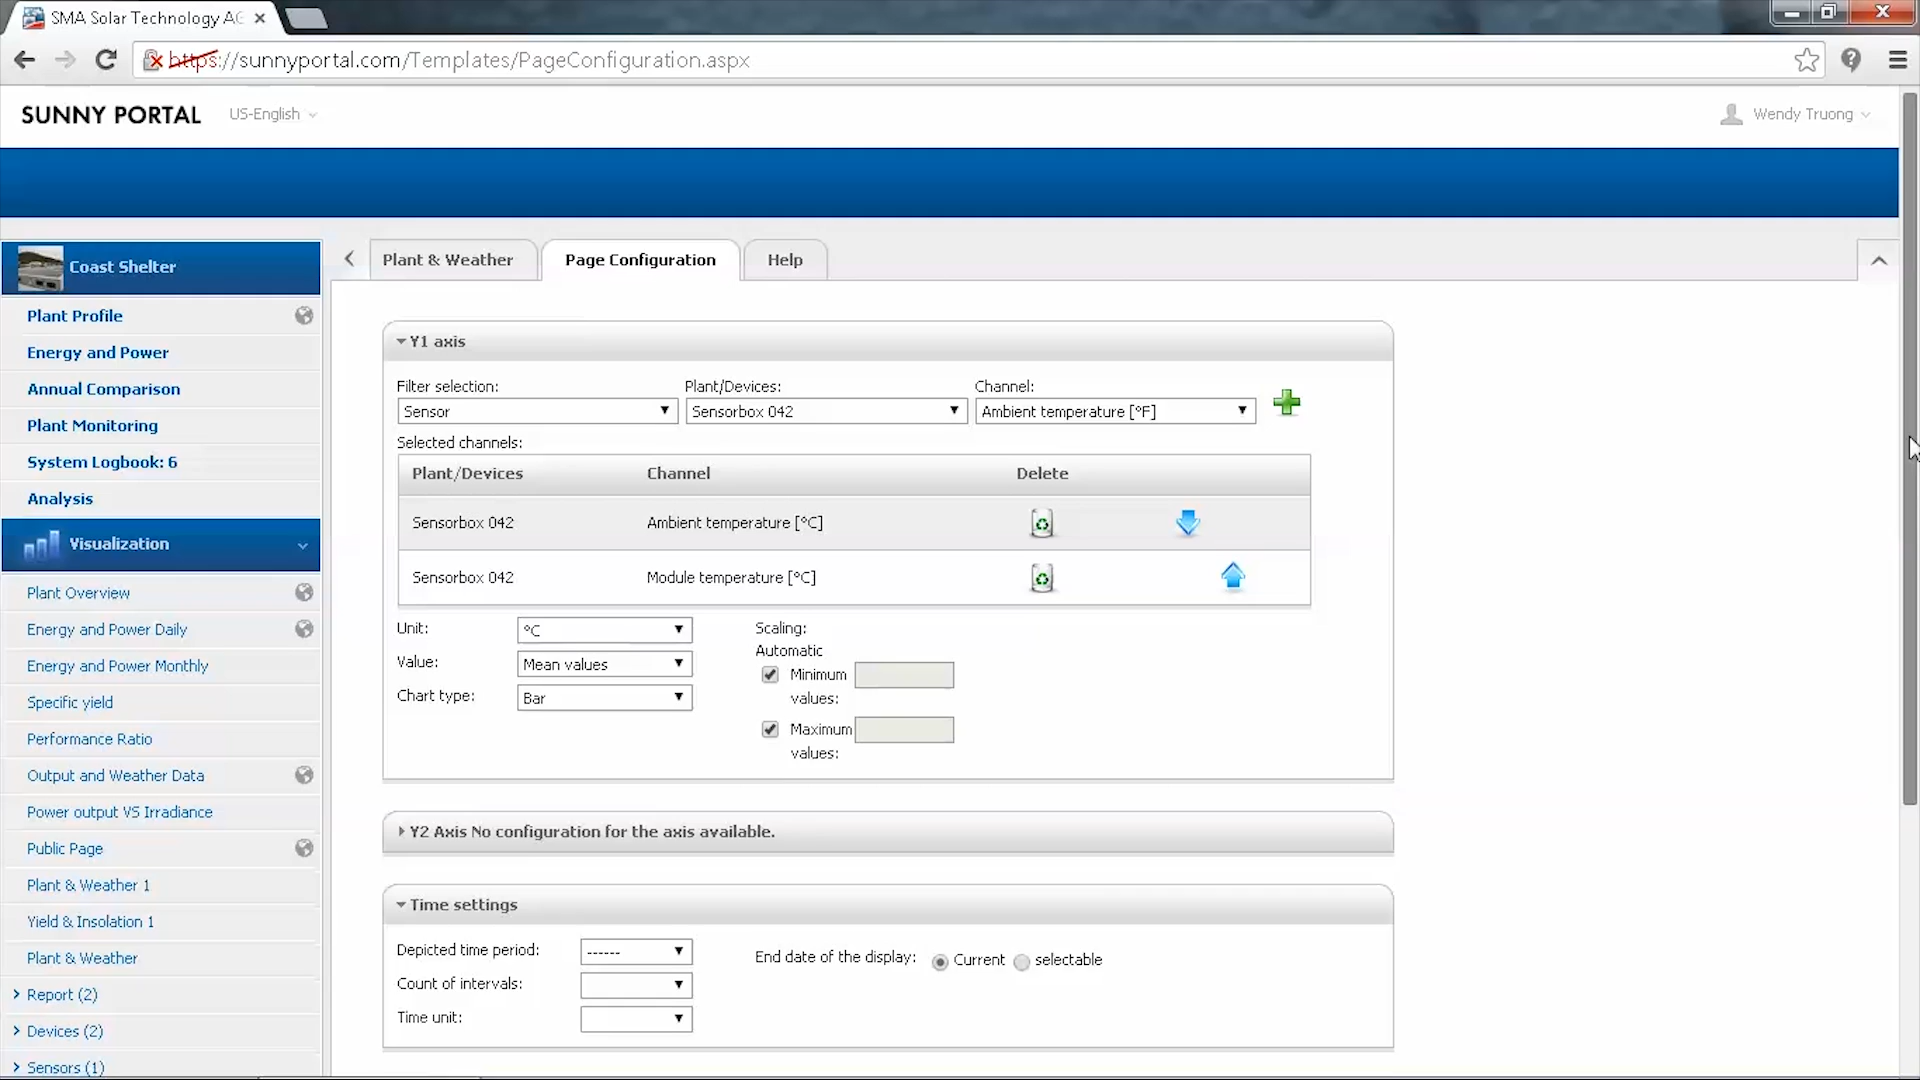 SMA Solar Technology AG
https://sunnyportal.com/Templates/PageConfiguration.aspx
SUNNY PORTAL
US-English
Wendy Truong
Coast Shelter
Plant & Weather
Page Configuration
Help
Plant Profile
Energy and Power
Annual Comparison
Plant Monitoring
System Logbook: 6
Analysis
Visualization
Plant Overview
Energy and Power Daily
Energy and Power Monthly
Specific yield
Performance Ratio
Output and Weather Data
Power output VS Irradiance
Public Page
Plant & Weather 1
Yield & Insolation 1
Plant & Weather
Report (2)
Devices (2)
Sensors (1)
Y1 axis
Filter selection: Plant/Devices: Channel:
Sensor Sensorbox 042 Ambient temperature [°F]
Selected channels:
Plant/Devices Channel Delete
Sensorbox 042 Ambient temperature [°C]
Sensorbox 042 Module temperature [°C]
Unit: °C
Value: Mean values
Chart type: Bar
Scaling:
Automatic
Minimum
values:
Maximum
values:
Y2 Axis No configuration for the axis available.
Time settings
Depicted time period: ------
Count of intervals:
Time unit:
End date of the display: Current selectable